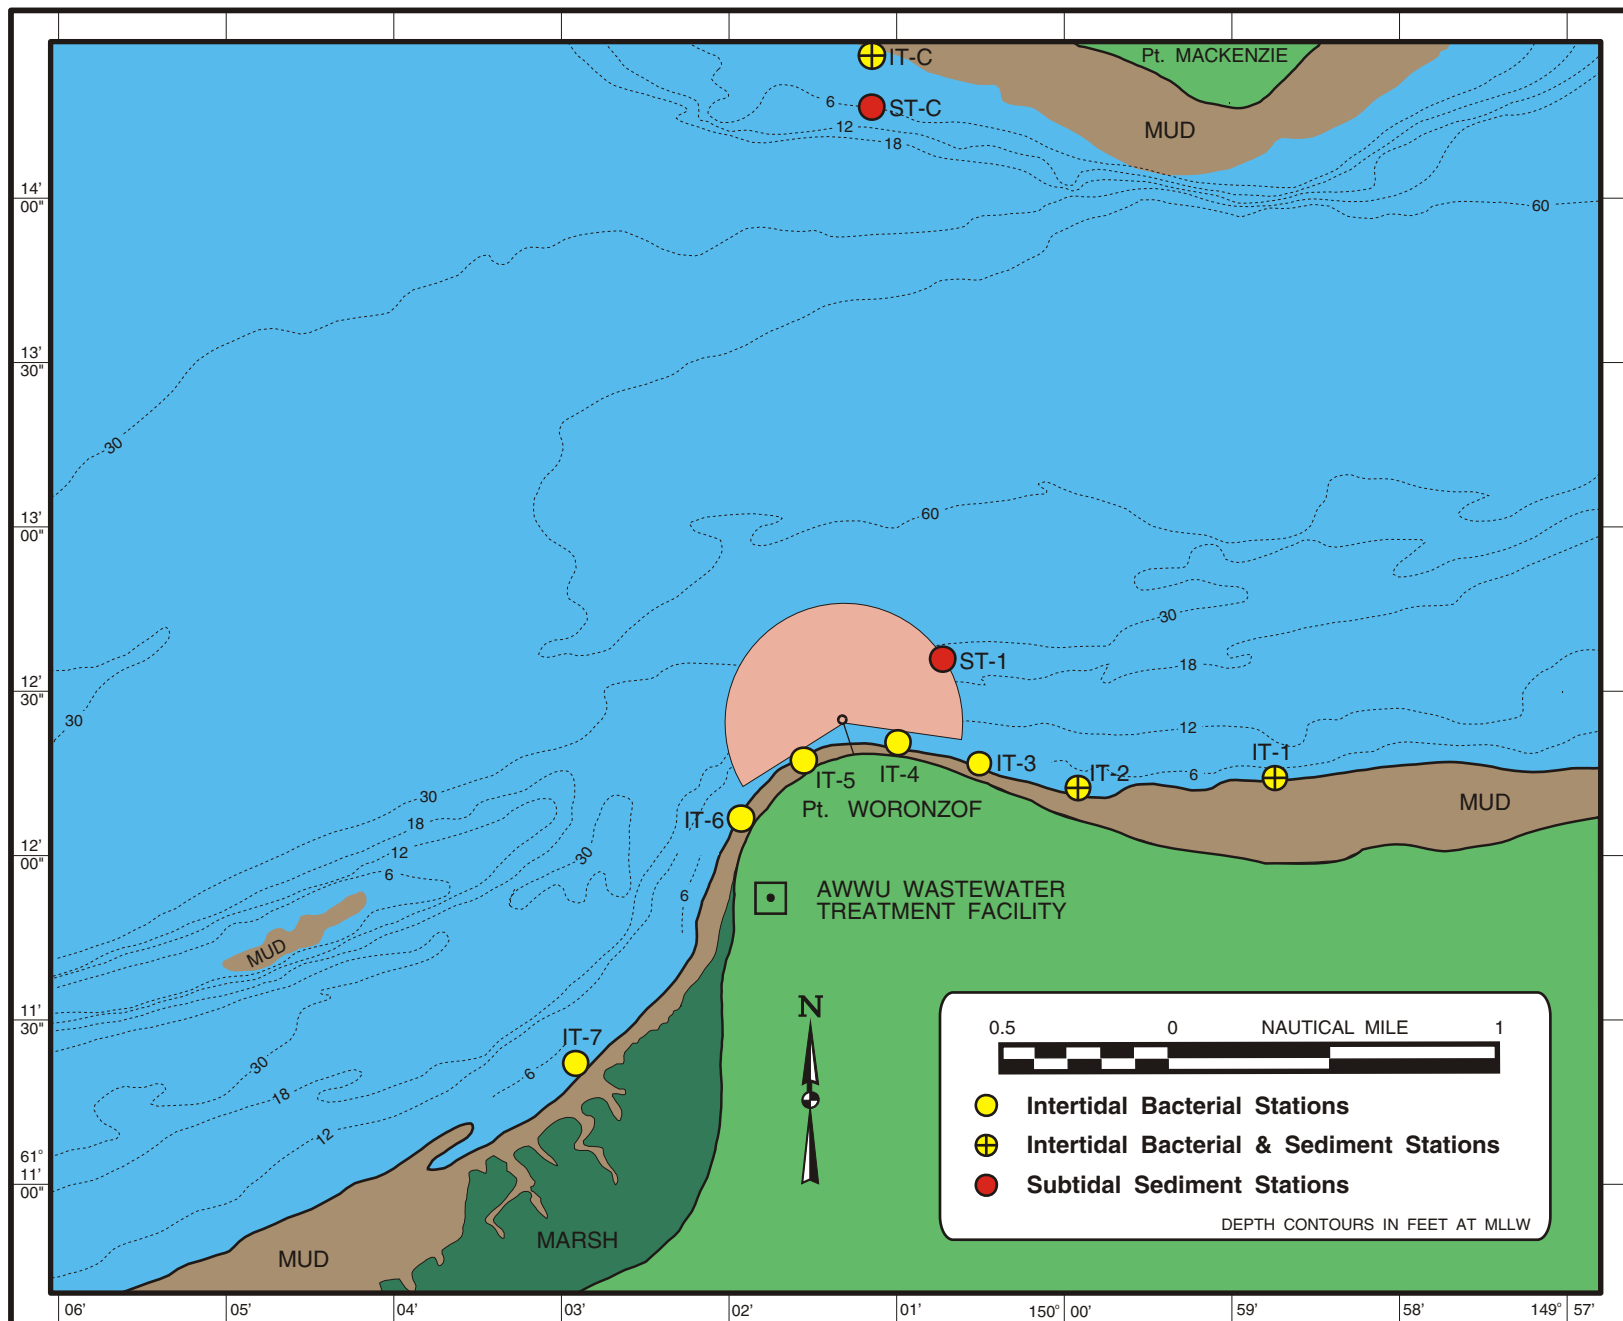 IT-C
Pt. MACKENZIE
6
ST-C
12
18
MUD
14'
00"
60
13'
30"
30
13'
00"
60
30
ST-1
18
12'
30"
30
12
IT-1
IT-3
IT-2
6
IT-4
IT-5
30
MUD
Pt. WORONZOF
IT-6
18
12
30
12'
00"
6
6
AWWU WASTEWATER
TREATMENT FACILITY
MUD
N
11'
30"
0.5 0 NAUTICAL MILE 1
IT-7
30
6
18
Intertidal Bacterial Stations
12
Intertidal Bacterial & Sediment Stations
61°
11'
00"
Subtidal Sediment Stations
DEPTH CONTOURS IN FEET AT MLLW
MARSH
MUD
06' 05' 04' 03' 02' 01' 150° 00' 59' 58' 149° 57'